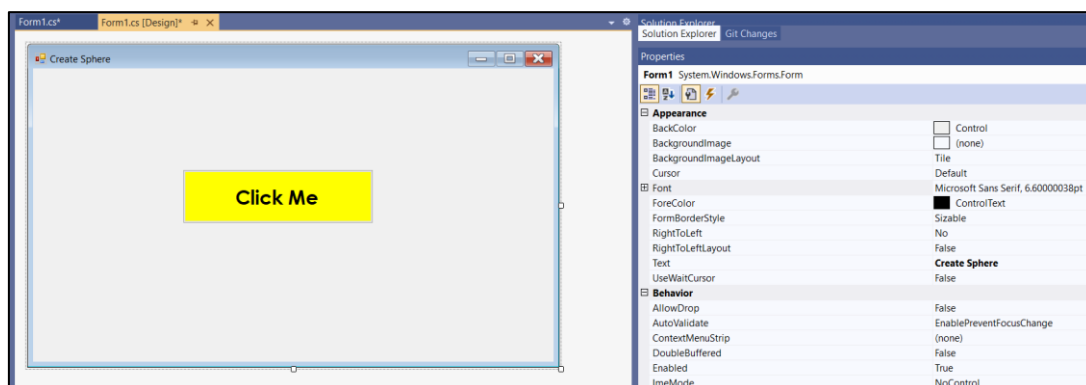 Form1.cs*
Form1.cs [Design]*
Create Sphere
Click Me
Solution Explorer
Solution Explorer Git Changes
Properties
Form1 System.Windows.Forms.Form
Appearance
BackColor Control
BackgroundImage (none)
BackgroundImageLayout Tile
Cursor Default
Font Microsoft Sans Serif, 6.60000038pt
ForeColor ControlText
FormBorderStyle Sizable
RightToLeft No
RightToLeftLayout False
Text Create Sphere
UseWaitCursor False
Behavior
AllowDrop False
AutoValidate EnablePreventFocusChange
ContextMenuStrip (none)
DoubleBuffered False
Enabled True
ImeMode NoControl